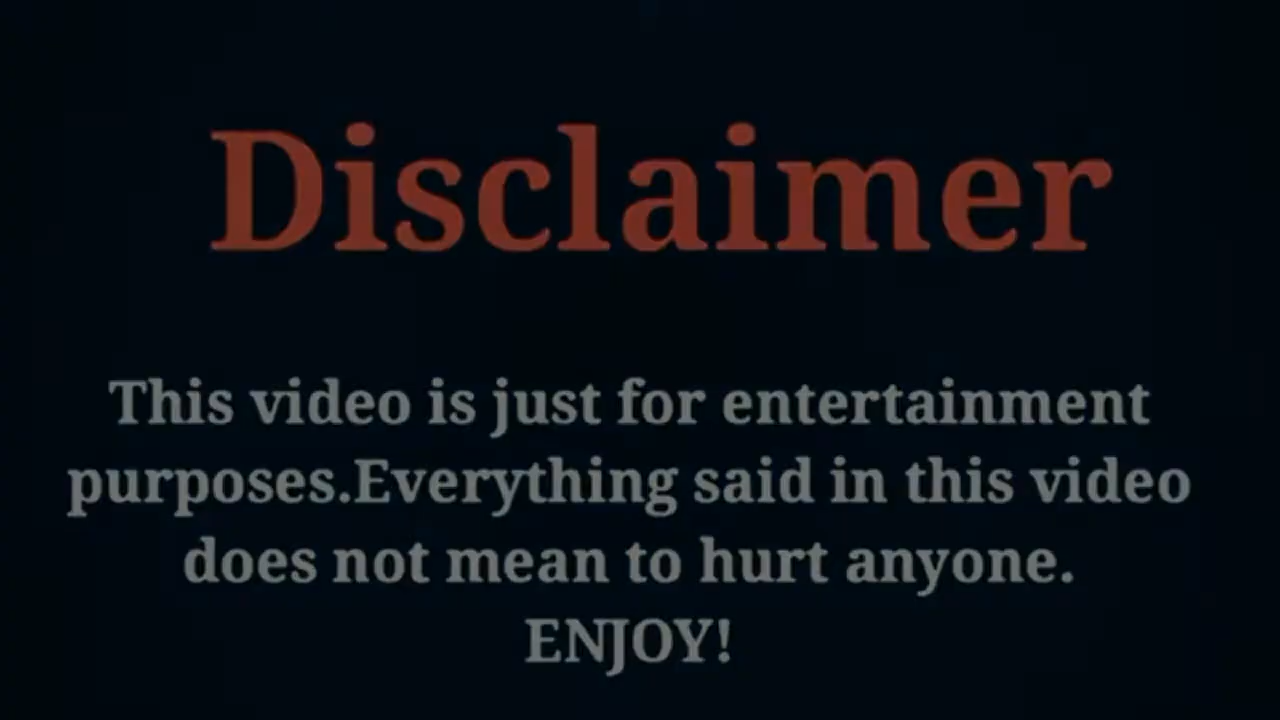 Disclaimer
This video is just for entertainment
purposes.Everything said in this video
does not mean to hurt anyone.
ENJOY!